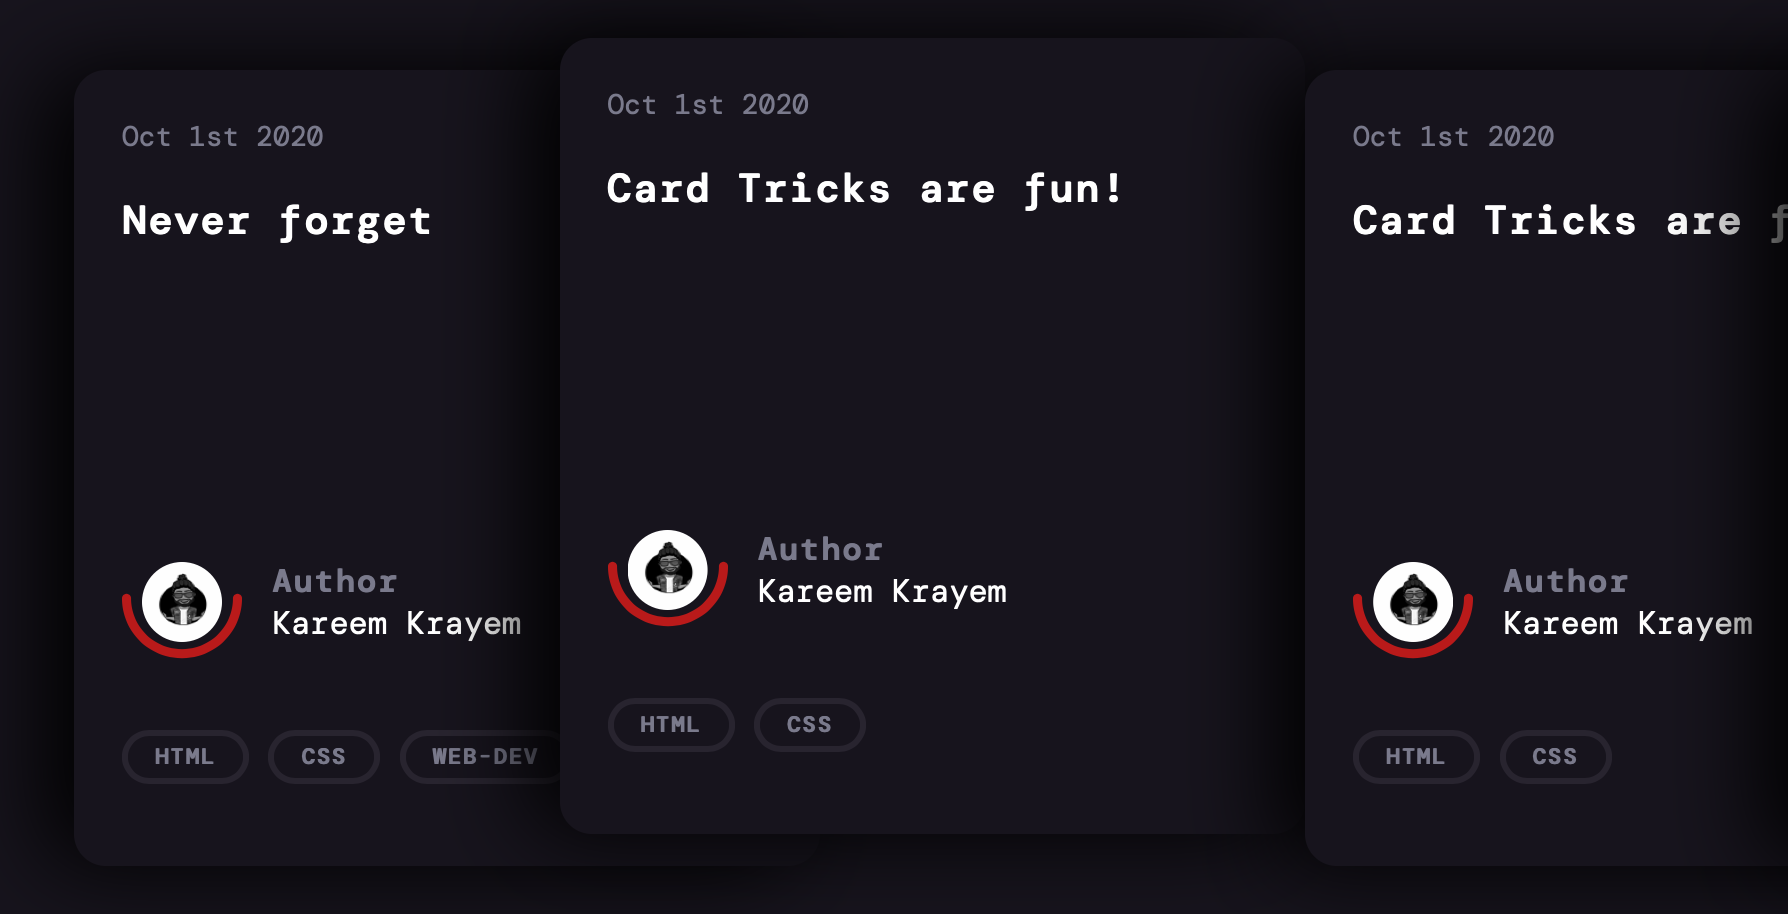 Oct 1st 2020
Never forget
Author
Kareem Krayem
HTML
CSS
WEB-DEV
Oct 1st 2020
Card Tricks are fun!
Author
Kareem Krayem
HTML
CSS
Oct 1st 2020
Card Tricks are
Author
Kareem Krayem
HTML
CSS